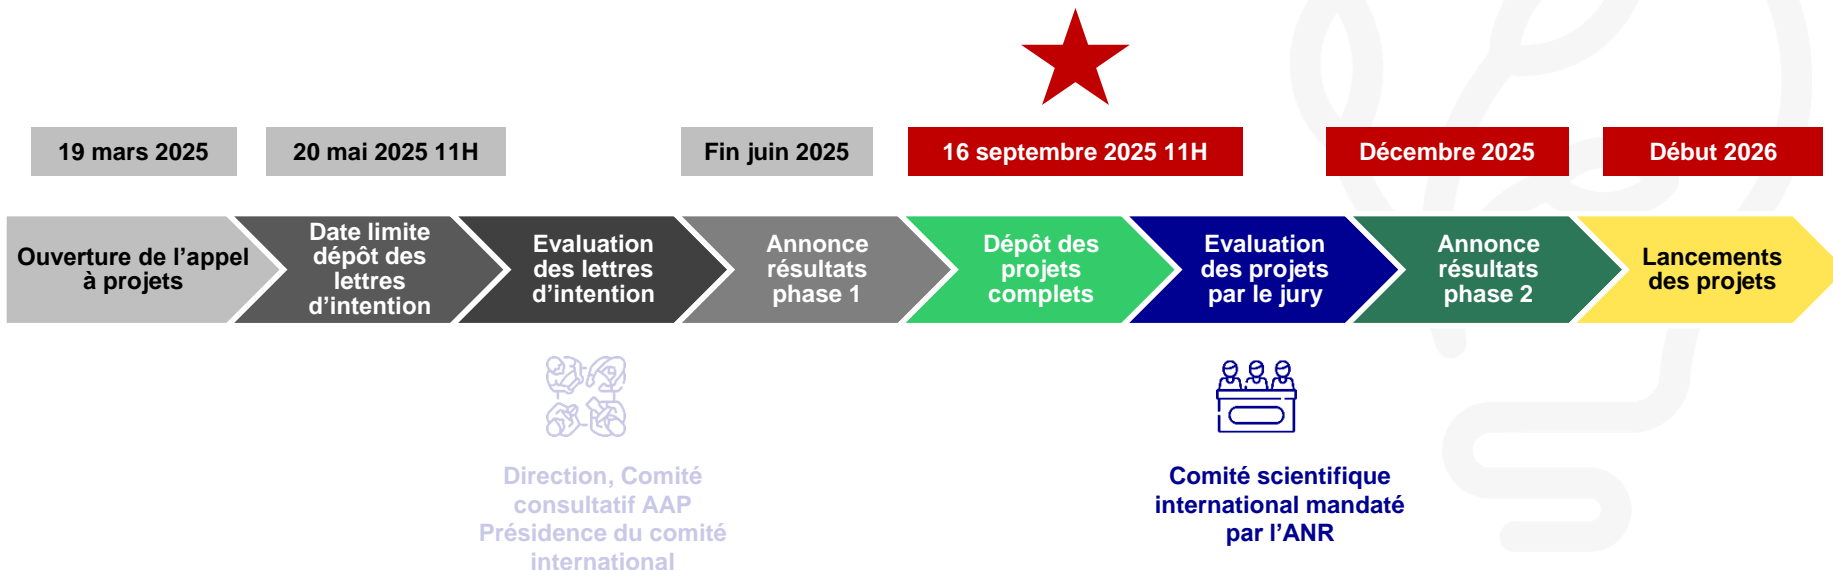 19 mars 2025
20 mai 2025 11H
Fin juin 2025
16 septembre 2025 11H
Décembre 2025
Début 2026
Ouverture de l’appel
à projets
Date limite
dépôt des
lettres
d’intention
Evaluation
des lettres
d’intention
Annonce
résultats
phase 1
Dépôt des
projets
complets
Evaluation
des projets
par le jury
Annonce
résultats
phase 2
Lancements
des projets
Direction, Comité
consultatif AAP
Présidence du comité
international
Comité scientifique
international mandaté
par l’ANR